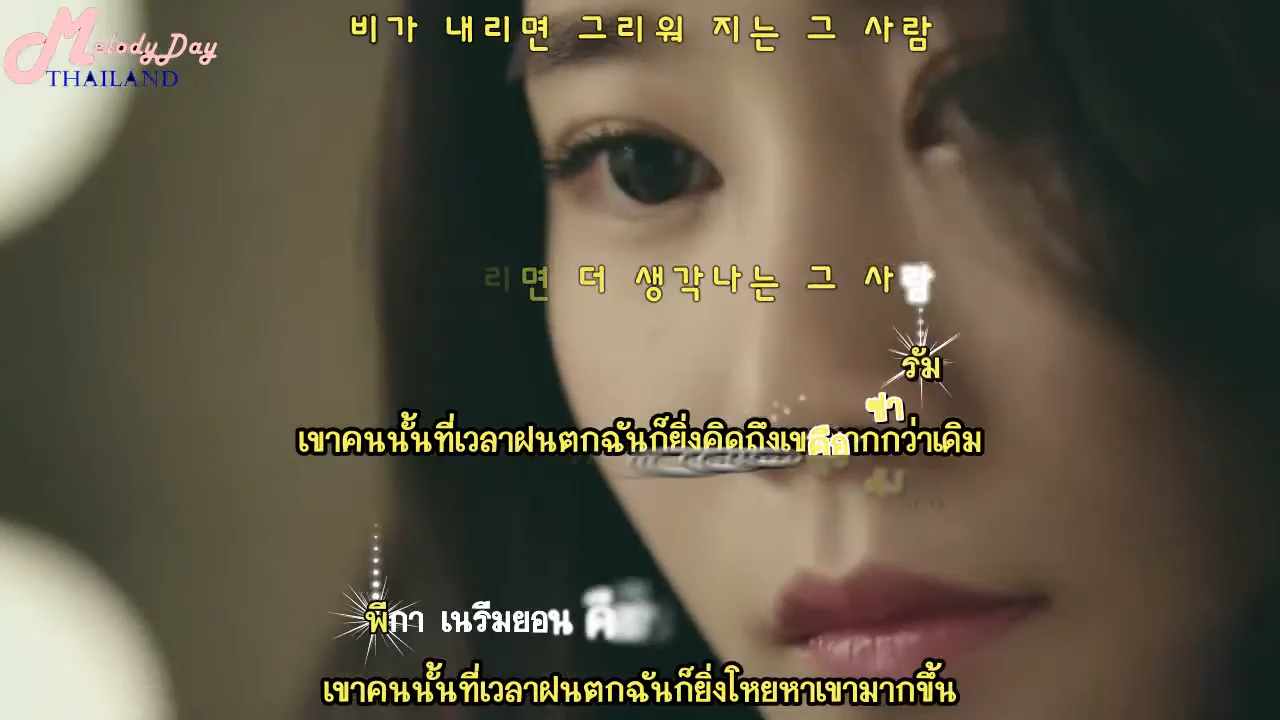 MelodyDay
THAILAND
비가 내리면 그리워 지는 그 사람
리면 더 생각나는 그 사람
รัม
ซา
เขาคนนั้นที่เวลาฝนตกฉันก็ยิ่งคิดถึงเขามากกว่าเดิม
พีกา เนรีมยอน
เขาคนนั้นที่เวลาฝนตกฉันก็ยิ่งโหยหาเขามากขึ้น